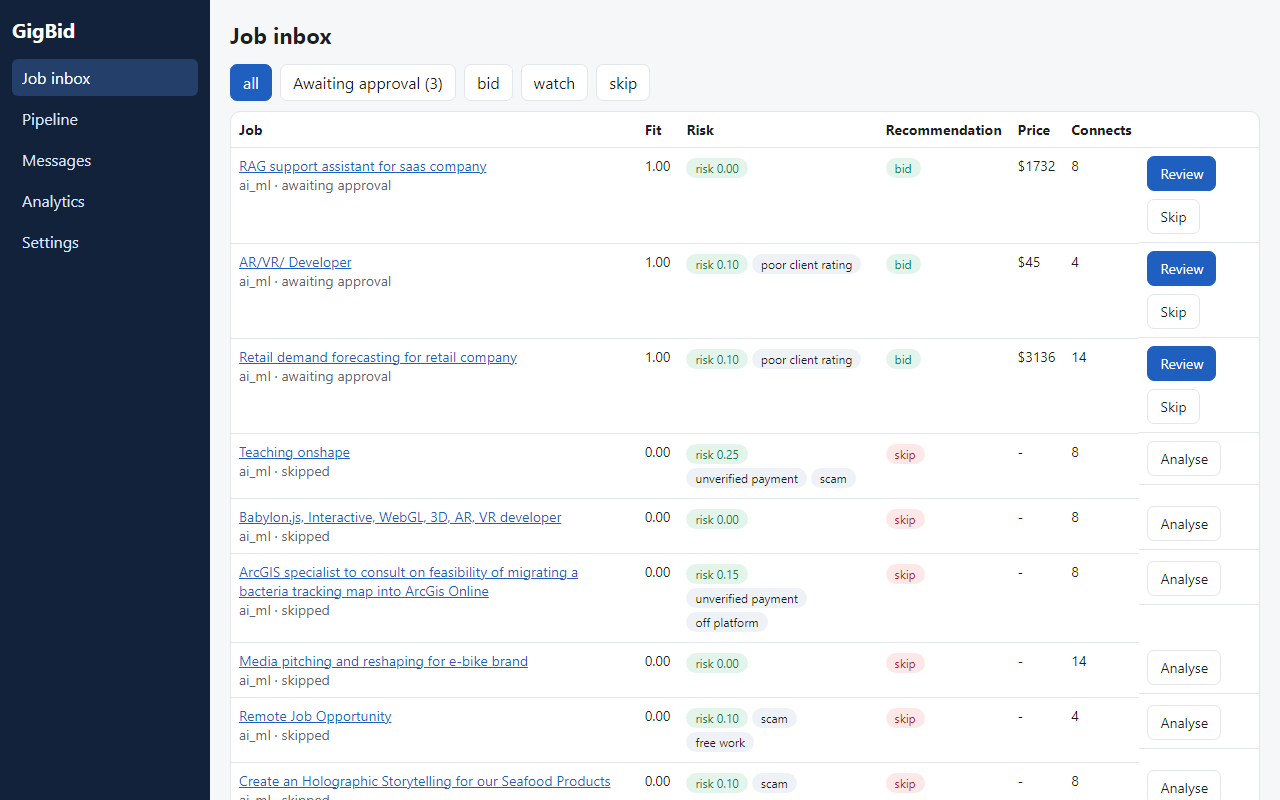 GigBid
Job inbox
Pipeline
Messages
Analytics
Settings
Job inbox
all Awaiting approval (3) bid watch skip
Job Fit Risk Recommendation Price Connects
RAG support assistant for saas company 1.00 risk 0.00 bid $1732 8 Review
ai_ml · awaiting approval
Skip
AR/VR/ Developer 1.00 risk 0.10 poor client rating bid $45 4 Review
ai_ml · awaiting approval
Skip
Retail demand forecasting for retail company 1.00 risk 0.10 poor client rating bid $3136 14 Review
ai_ml · awaiting approval
Skip
Teaching onshape 0.00 risk 0.25 skip - 8 Analyse
ai_ml · skipped unverified payment scam
Babylon.js, Interactive, WebGL, 3D, AR, VR developer 0.00 risk 0.00 skip - 8 Analyse
ai_ml · skipped
ArcGIS specialist to consult on feasibility of migrating a 0.00 risk 0.15 skip - 8 Analyse
bacteria tracking map into ArcGis Online unverified payment
ai_ml · skipped off platform
Media pitching and reshaping for e-bike brand 0.00 risk 0.00 skip - 14 Analyse
ai_ml · skipped
Remote Job Opportunity 0.00 risk 0.10 scam skip - 4 Analyse
ai_ml · skipped free work
Create an Holographic Storytelling for our Seafood Products 0.00 risk 0.10 scam skip - 8 Analyse
ai_ml · skipped